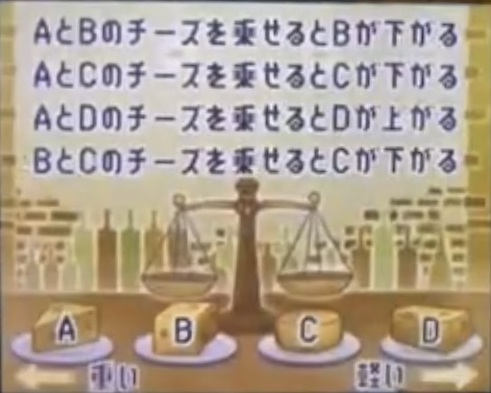 AとBのチーズを乗せるとBが下がる
AとCのチーズを乗せるとCが下がる
AとDのチーズを乗せるとDが上がる
BとCのチーズを乗せるとCが下がる
A B C D
重い 軽い